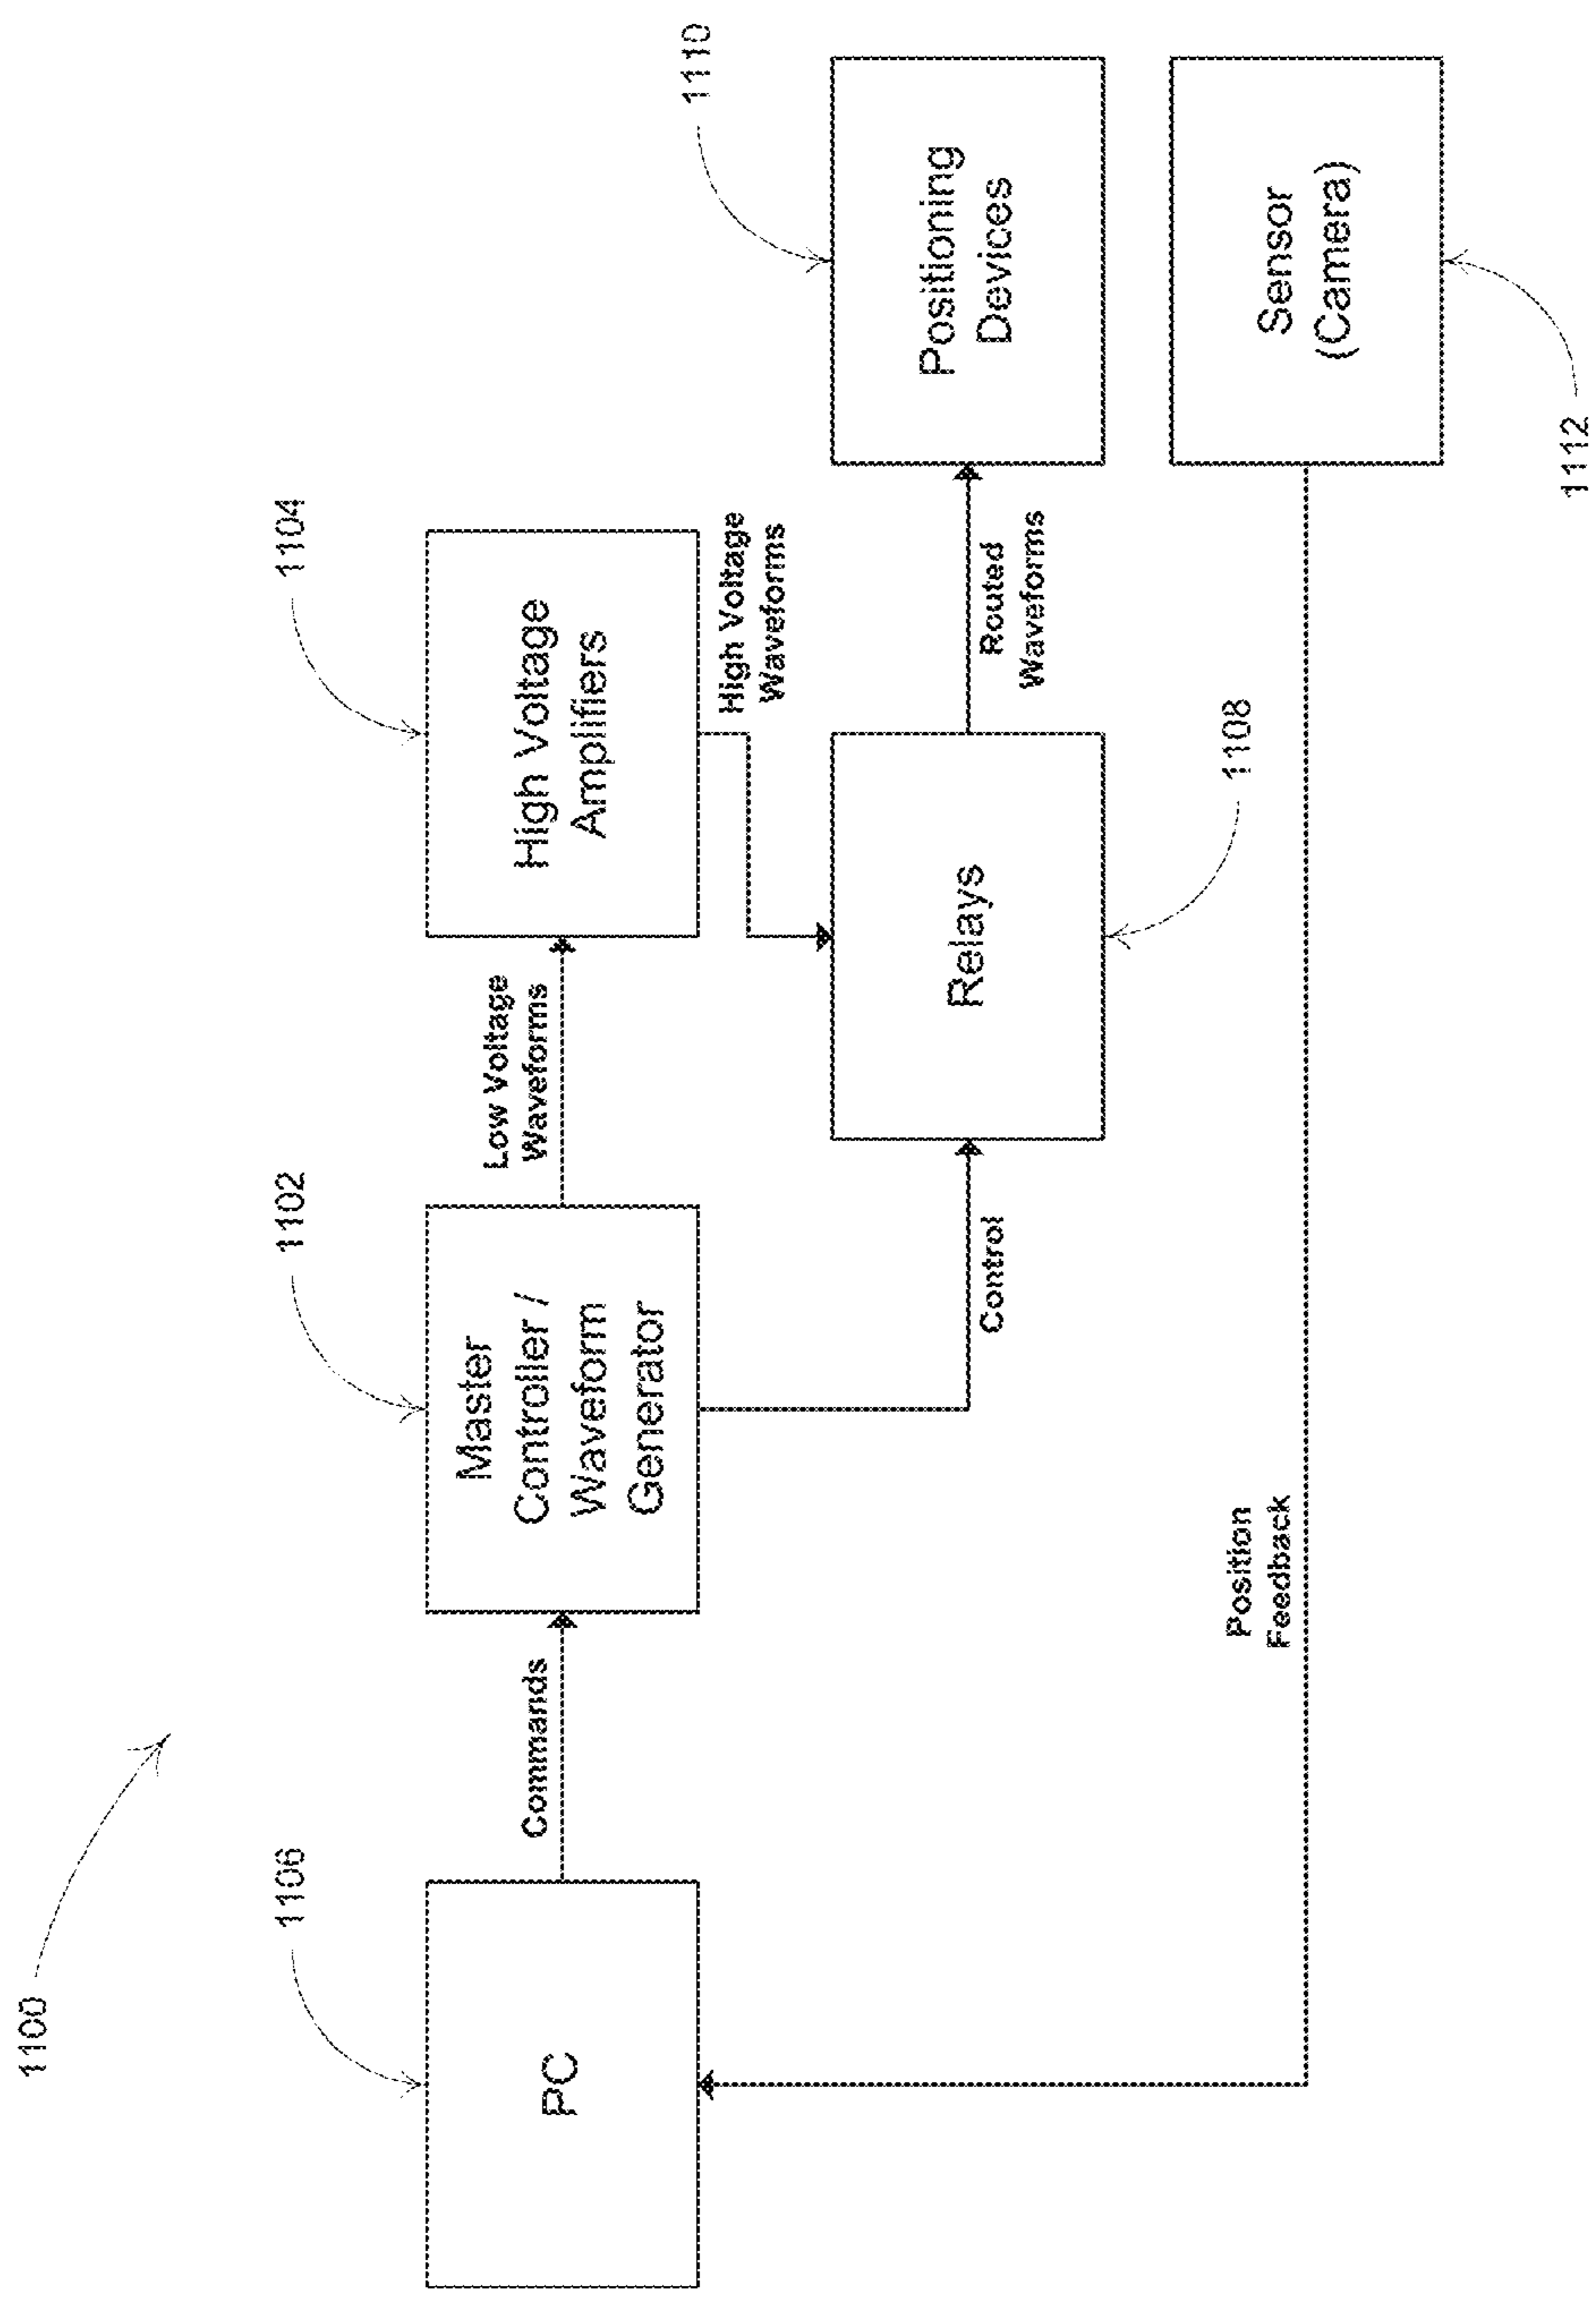 1100
1106
1102
1104
1110
PC
Commands
Master
Controller /
Waveform
Generator
Low Voltage
Waveforms
High Voltage
Amplifiers
High Voltage
Waveforms
Control
Relays
1108
Routed
Waveforms
Positioning
Devices
Position
Feedback
Sensor
(Camera)
1112